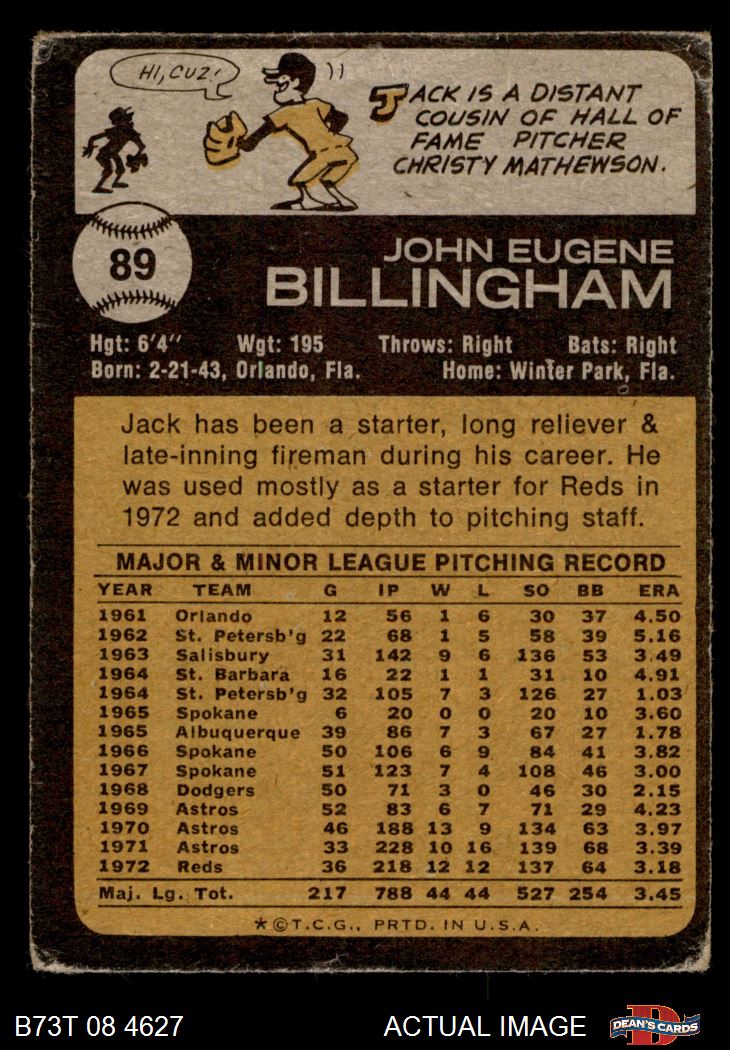 HI, CUZ!
JACK IS A DISTANT
COUSIN OF HALL OF
FAME PITCHER
CHRISTY MATHEWSON.
89
JOHN EUGENE
BILLINGHAM
Hgt: 6'4" Wgt: 195 Throws: Right Bats: Right
Born: 2-21-43, Orlando, Fla. Home: Winter Park, Fla.
Jack has been a starter, long reliever &
late-inning fireman during his career. He
was used mostly as a starter for Reds in
1972 and added depth to pitching staff.
MAJOR & MINOR LEAGUE PITCHING RECORD
YEAR TEAM G IP W L SO BB ERA
1961 Orlando 12 56 1 6 30 37 4.50
1962 St. Petersb'g 22 68 1 5 58 39 5.16
1963 Salisbury 31 142 9 6 136 53 3.49
1964 St. Barbara 16 22 1 1 31 10 4.91
1964 St. Petersb'g 32 105 7 3 126 27 1.03
1965 Spokane 6 20 0 0 20 10 3.60
1965 Albuquerque 39 86 7 3 67 27 1.78
1966 Spokane 50 106 6 9 84 41 3.82
1967 Spokane 51 123 7 4 108 46 3.00
1968 Dodgers 50 71 3 0 46 30 2.15
1969 Astros 52 83 6 7 71 29 4.23
1970 Astros 46 188 13 9 134 63 3.97
1971 Astros 33 228 10 16 139 68 3.39
1972 Reds 36 218 12 12 137 64 3.18
Maj. Lg. Tot. 217 788 44 44 527 254 3.45
*©T.C.G., PRTD. IN U.S.A.
B73T 08 4627 ACTUAL IMAGE DEAN'S CARDS